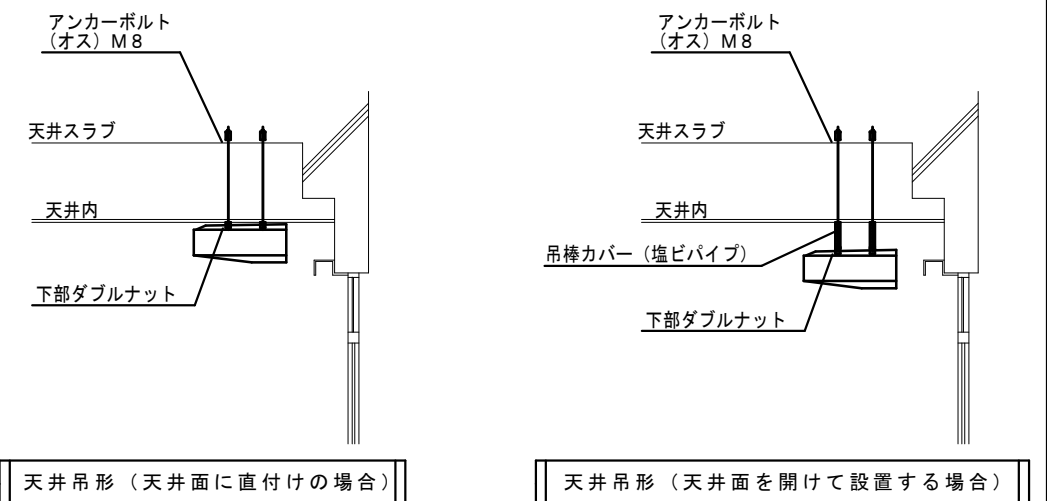 アンカーボルト
（オス）Ｍ８
天井スラブ
天井内
下部ダブルナット
天井吊形（天井面に直付けの場合）
アンカーボルト
（オス）Ｍ８
天井スラブ
天井内
吊棒カバー（塩ビパイプ）
下部ダブルナット
天井吊形（天井面を開けて設置する場合）